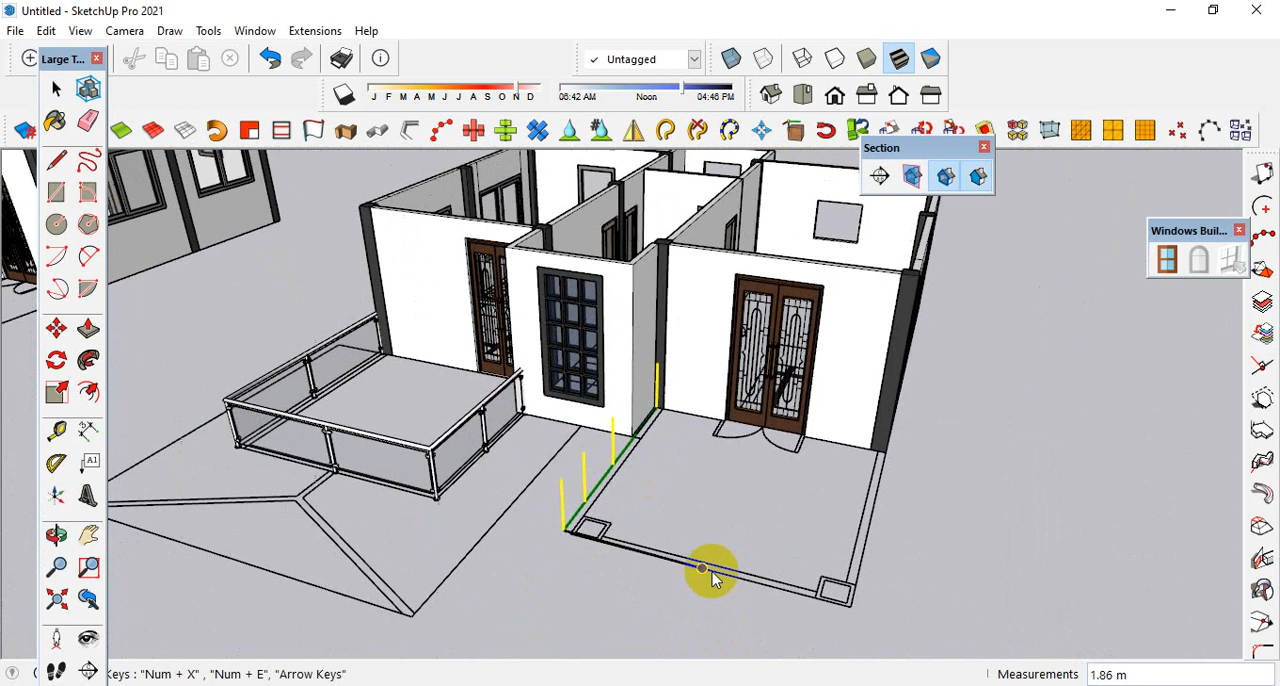 Untitled - SketchUp Pro 2021
File Edit View Camera Draw Tools Window Extensions Help
Large T...
✓ Untagged
J F M A M J J A S O N D
06:42 AM Noon 04:46 PM
Section
Windows Buil...
A1
Keys : "Num + X" , "Num + E", "Arrow Keys"
Measurements 1.86 m